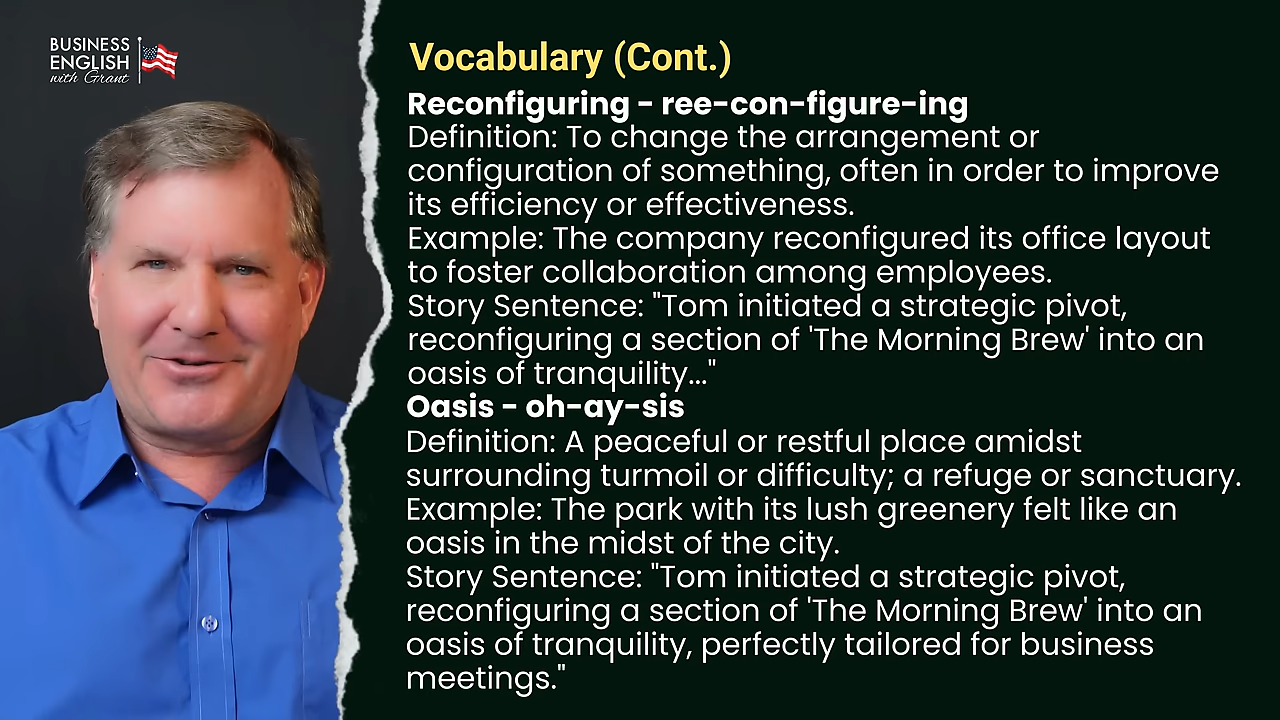 BUSINESS
ENGLISH
with Grant
Vocabulary (Cont.)
Reconfiguring - ree-con-figure-ing
Definition: To change the arrangement or
configuration of something, often in order to improve
its efficiency or effectiveness.
Example: The company reconfigured its office layout
to foster collaboration among employees.
Story Sentence: "Tom initiated a strategic pivot,
reconfiguring a section of 'The Morning Brew' into an
oasis of tranquility..."
Oasis - oh-ay-sis
Definition: A peaceful or restful place amidst
surrounding turmoil or difficulty; a refuge or sanctuary.
Example: The park with its lush greenery felt like an
oasis in the midst of the city.
Story Sentence: "Tom initiated a strategic pivot,
reconfiguring a section of 'The Morning Brew' into an
oasis of tranquility, perfectly tailored for business
meetings."